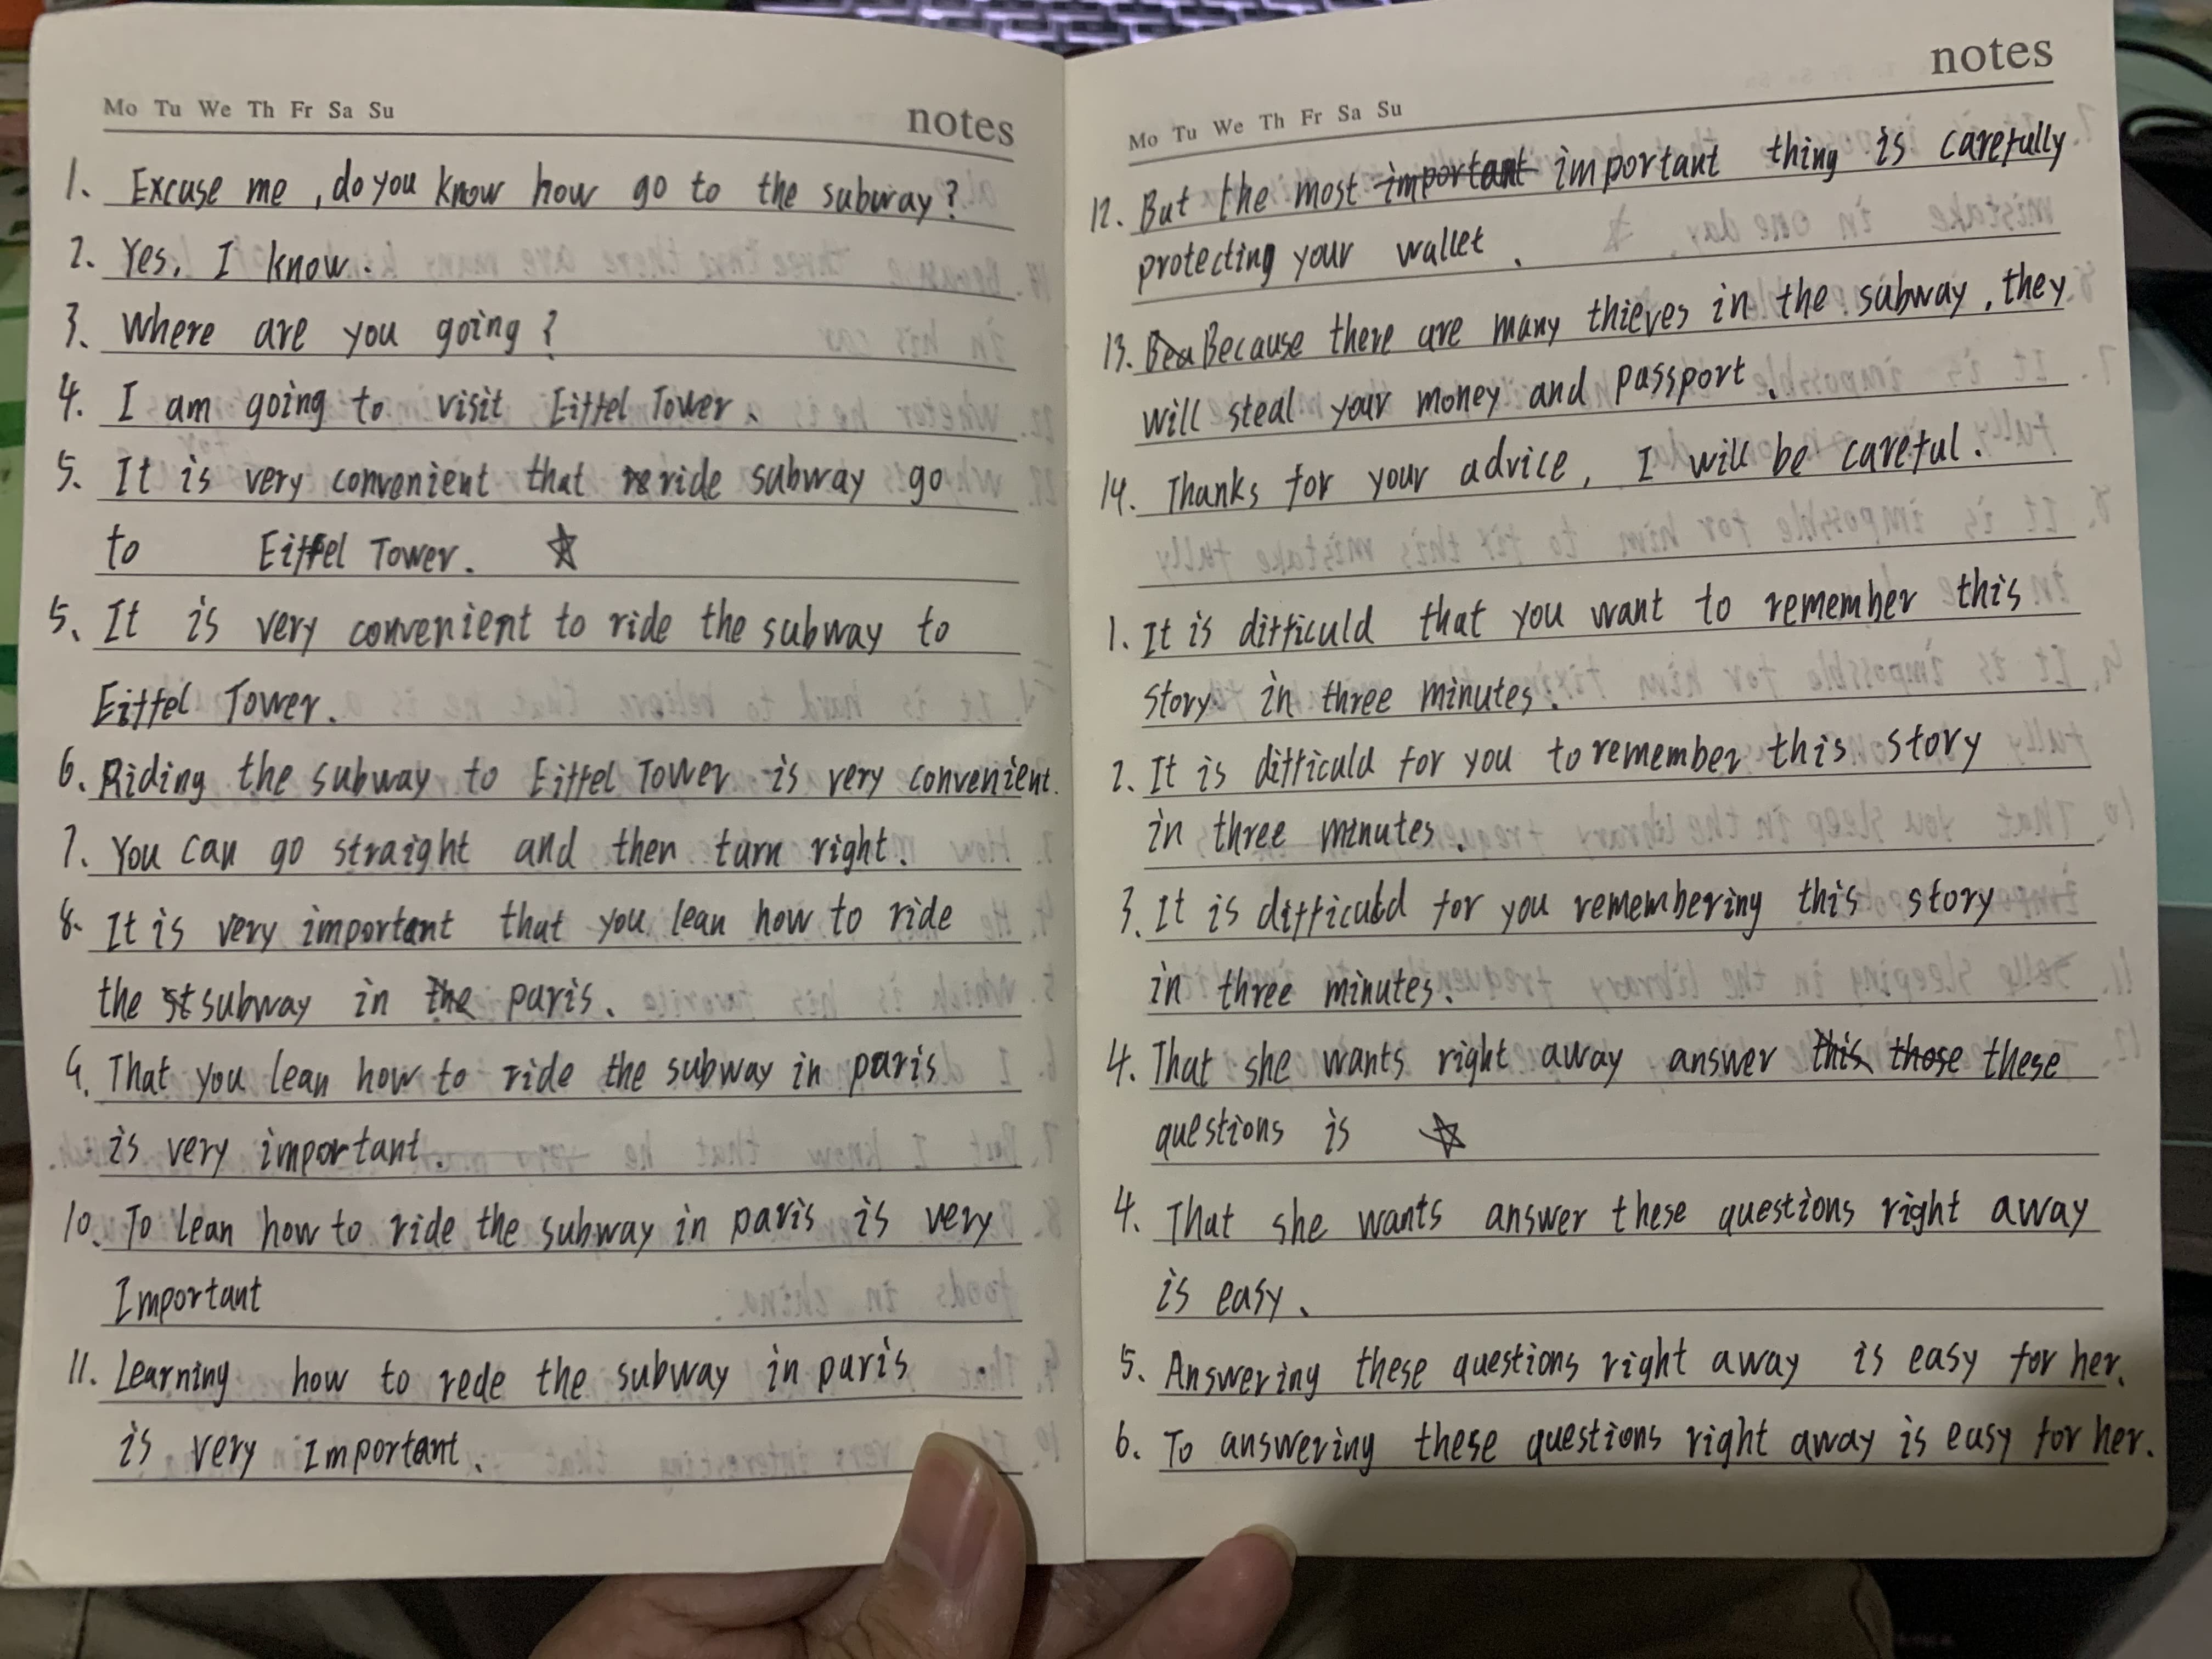 Mo Tu We Th Fr Sa Su notes
1. Excuse me, do you know how go to the subway?
2. Yes, I know.
3. Where are you going?
4. I am going to visit Eiffel Tower.
5. It is very convenient that ride subway go
to Eiffel Tower. ☆
5. It is very convenient to ride the subway to
Eiffel Tower.
6. Riding the subway to Eiffel Tower is very convenient.
7. You can go straight and then turn right.
8. It is very important that you lean how to ride
the subway in the paris.
9. That you lean how to ride the subway in paris
is very important.
10. To lean how to ride the subway in paris is very
Important
11. Learning how to rede the subway in paris
is very Important.
notes
Mo Tu We Th Fr Sa Su
12. But the most important important thing is carefully
protecting your wallet. ☆
13. Bea Because there are many thieves in the subway, they
will steal your money and passport.
14. Thanks for your advice, I will be careful.
1. It is difficuld that you want to remember this
story in three minutes.
2. It is difficuld for you to remember this story
in three minutes.
3. It is difficuld for you remembering this story
in three minutes.
4. That she wants right away answer this those these
questions is ☆
4. That she wants answer these questions right away
is easy.
5. Answering these questions right away is easy for her.
6. To answering these questions right away is easy for her.